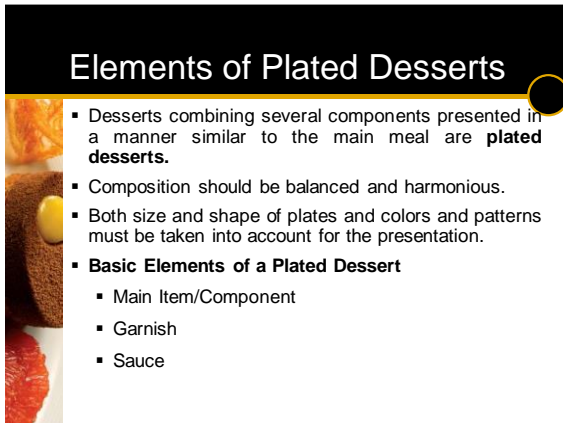 Elements of Plated Desserts
▪ Desserts combining several components presented in
a manner similar to the main meal are plated
desserts.
▪ Composition should be balanced and harmonious.
▪ Both size and shape of plates and colors and patterns
must be taken into account for the presentation.
▪ Basic Elements of a Plated Dessert
▪ Main Item/Component
▪ Garnish
▪ Sauce